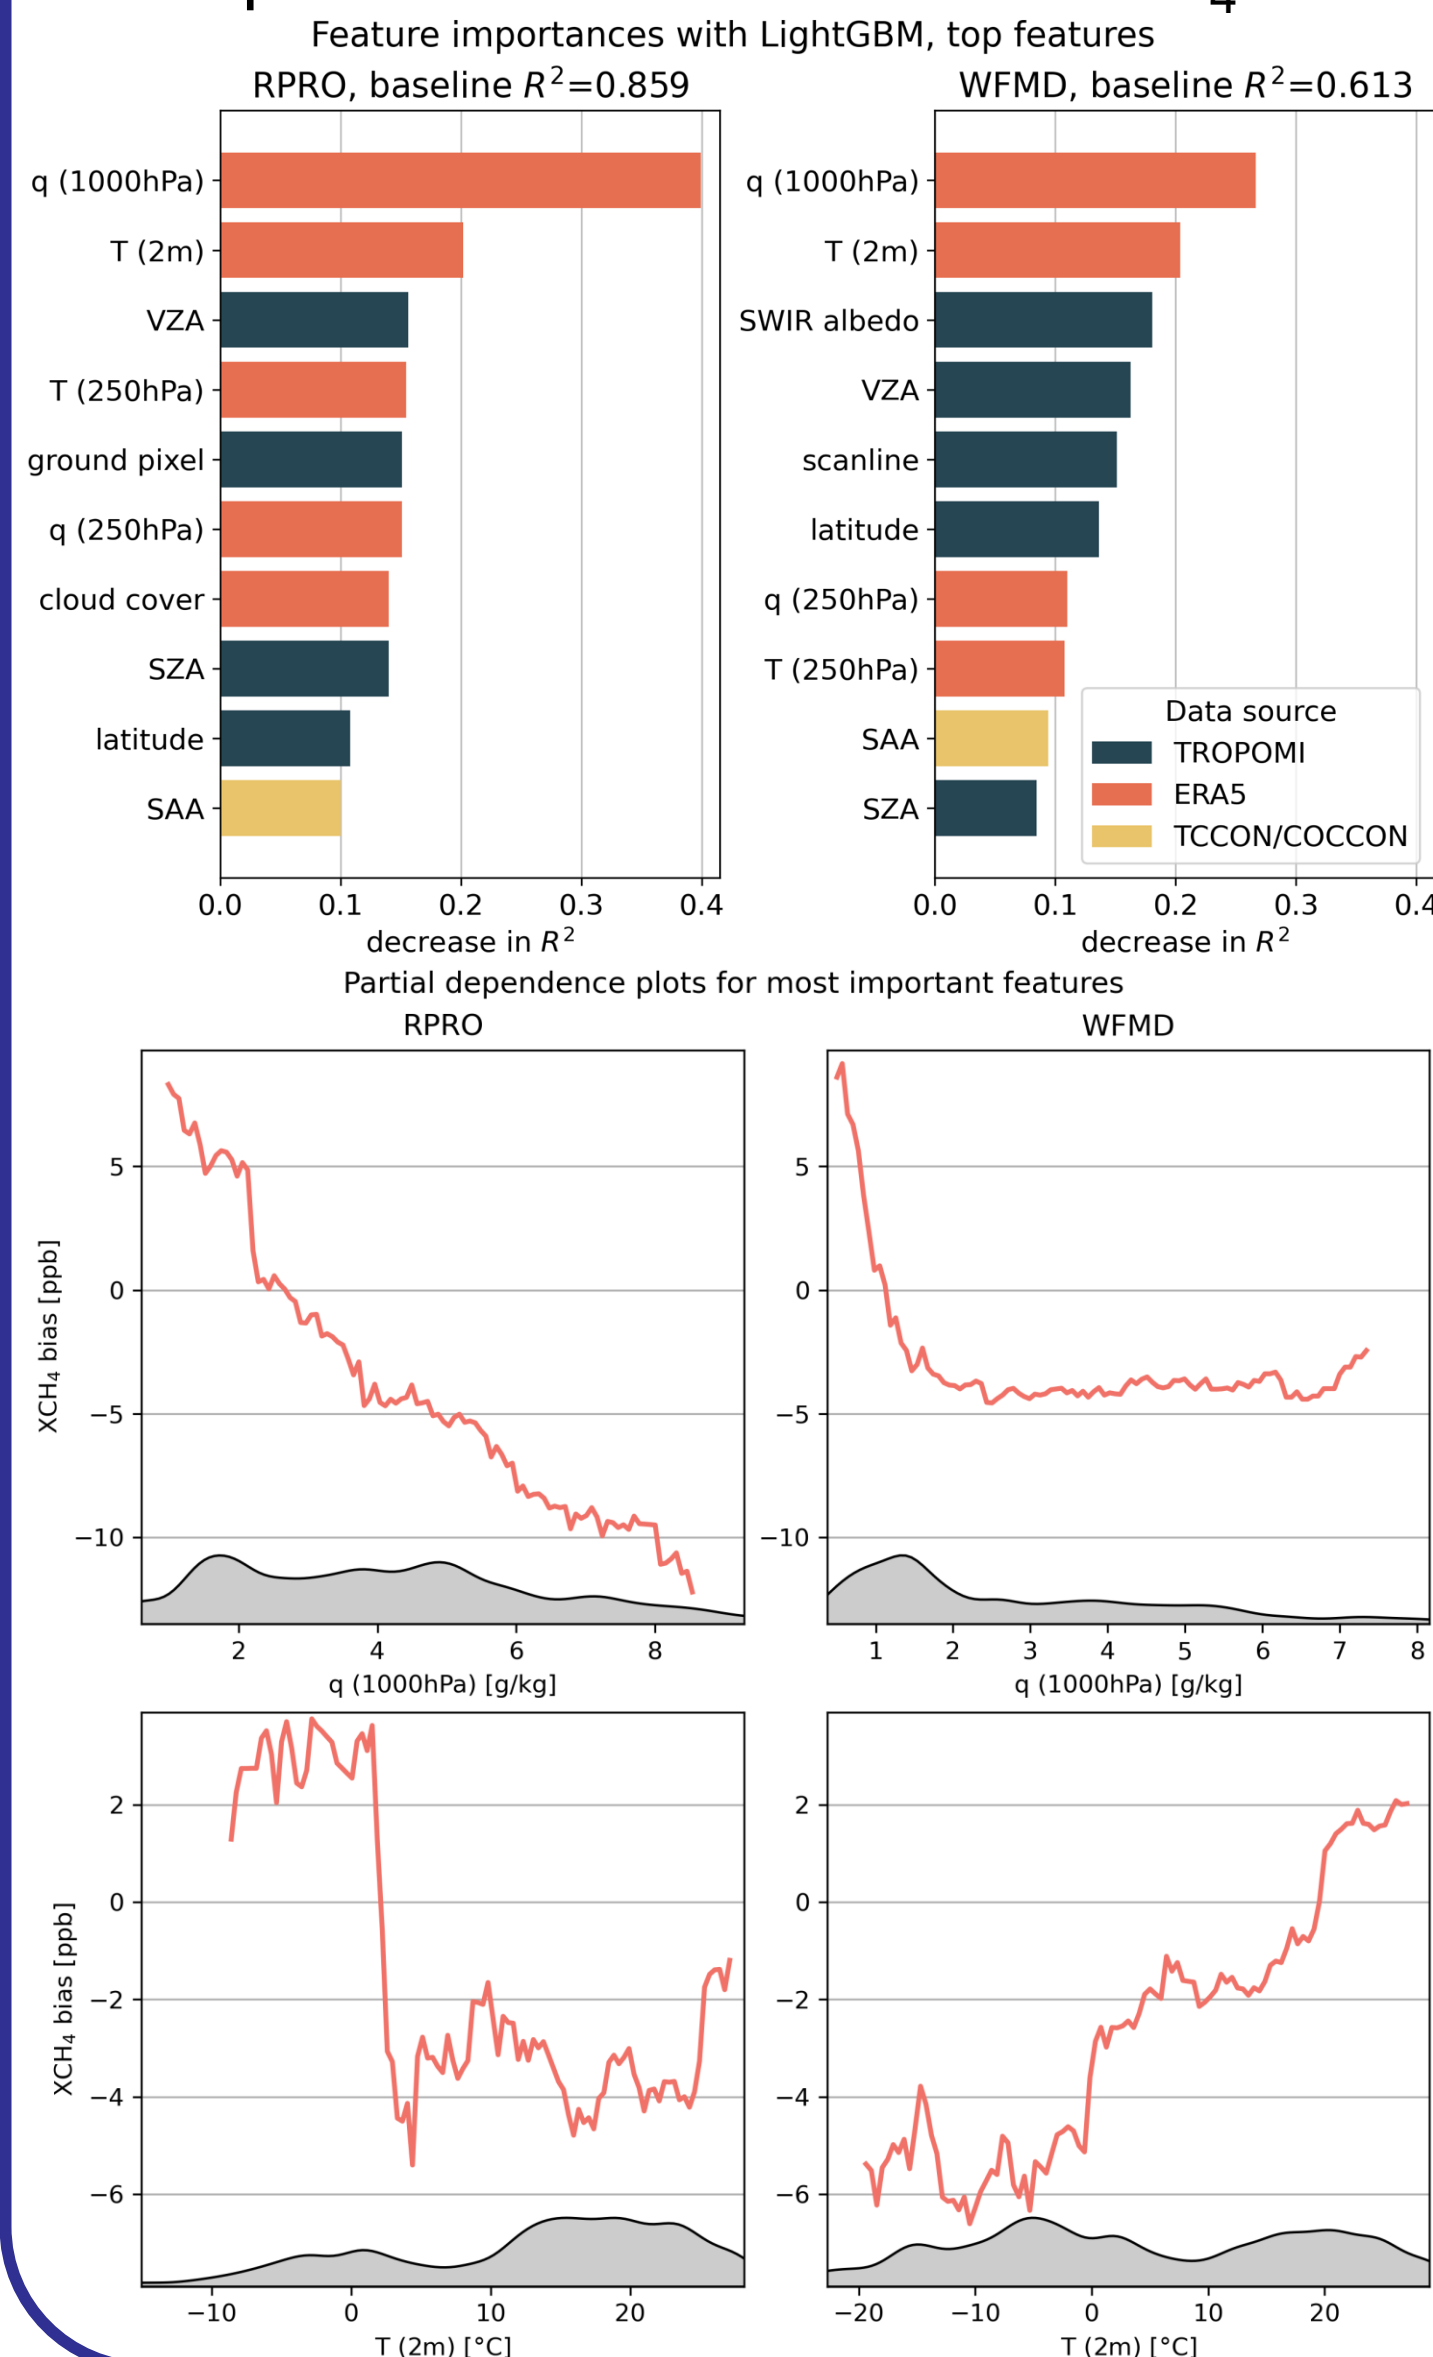 Feature importances with LightGBM, top features
RPRO, baseline R²=0.859
q (1000hPa)
T (2m)
VZA
T (250hPa)
ground pixel
q (250hPa)
cloud cover
SZA
latitude
SAA
0.0 0.1 0.2 0.3 0.4
decrease in R²
WFMD, baseline R²=0.613
q (1000hPa)
T (2m)
SWIR albedo
VZA
scanline
latitude
q (250hPa)
T (250hPa)
SAA
SZA
Data source
TROPOMI
ERA5
TCCON/COCCON
0.0 0.1 0.2 0.3 0.4
decrease in R²
Partial dependence plots for most important features
RPRO
XCH₄ bias [ppb]
5
0
−5
−10
2 4 6 8
q (1000hPa) [g/kg]
WFMD
5
0
−5
−10
1 2 3 4 5 6 7 8
q (1000hPa) [g/kg]
XCH₄ bias [ppb]
2
0
−2
−4
−6
−10 0 10 20
T (2m) [°C]
2
0
−2
−4
−6
−20 −10 0 10 20
T (2m) [°C]